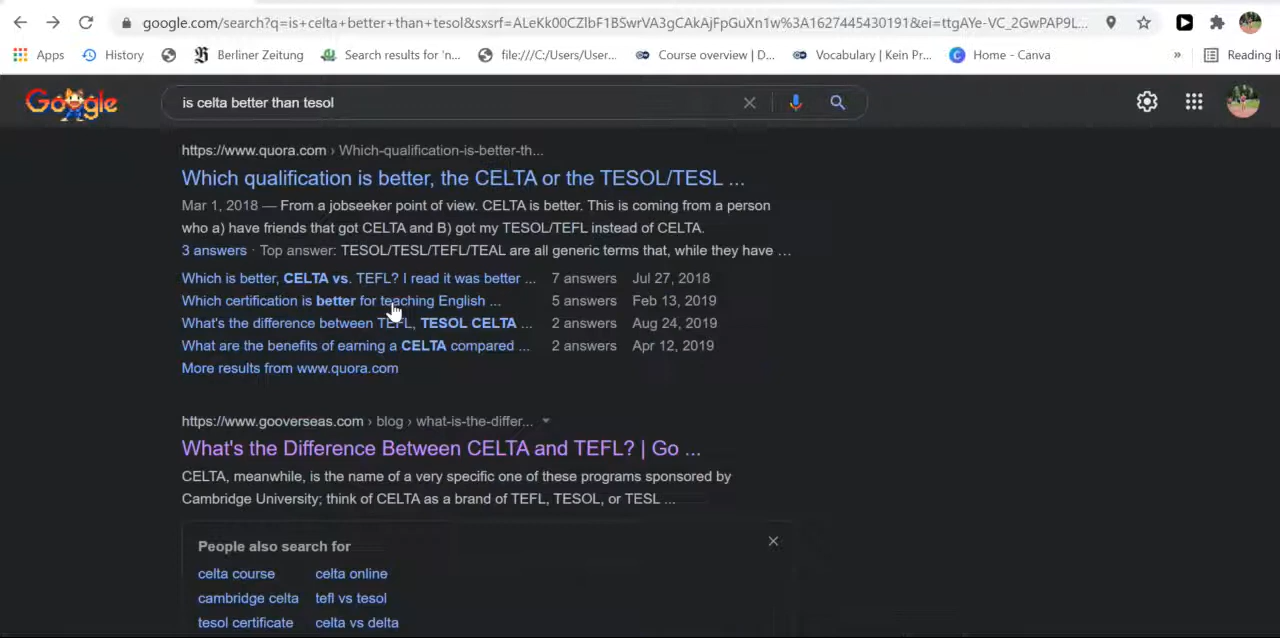 google.com/search?q=is+celta+better+than+tesol&sxsrf=ALeKk00CZlbF1BSwrVA3gCAkAjFpGuXn1w%3A1627445430191&ei=ttgAYe-VC_2GwPAP9L...
Apps History Berliner Zeitung Search results for 'n... file:///C:/Users/User... Course overview | D... Vocabulary | Kein Pr... Home - Canva » Reading li
Google is celta better than tesol
https://www.quora.com › Which-qualification-is-better-th...
Which qualification is better, the CELTA or the TESOL/TESL ...
Mar 1, 2018 — From a jobseeker point of view. CELTA is better. This is coming from a person
who a) have friends that got CELTA and B) got my TESOL/TEFL instead of CELTA.
3 answers · Top answer: TESOL/TESL/TEFL/TEAL are all generic terms that, while they have ...
Which is better, CELTA vs. TEFL? I read it was better ... 7 answers Jul 27, 2018
Which certification is better for teaching English ... 5 answers Feb 13, 2019
What's the difference between TEFL, TESOL CELTA ... 2 answers Aug 24, 2019
What are the benefits of earning a CELTA compared ... 2 answers Apr 12, 2019
More results from www.quora.com
https://www.gooverseas.com › blog › what-is-the-differ...
What's the Difference Between CELTA and TEFL? | Go ...
CELTA, meanwhile, is the name of a very specific one of these programs sponsored by
Cambridge University; think of CELTA as a brand of TEFL, TESOL, or TESL ...
People also search for
celta course celta online
cambridge celta tefl vs tesol
tesol certificate celta vs delta